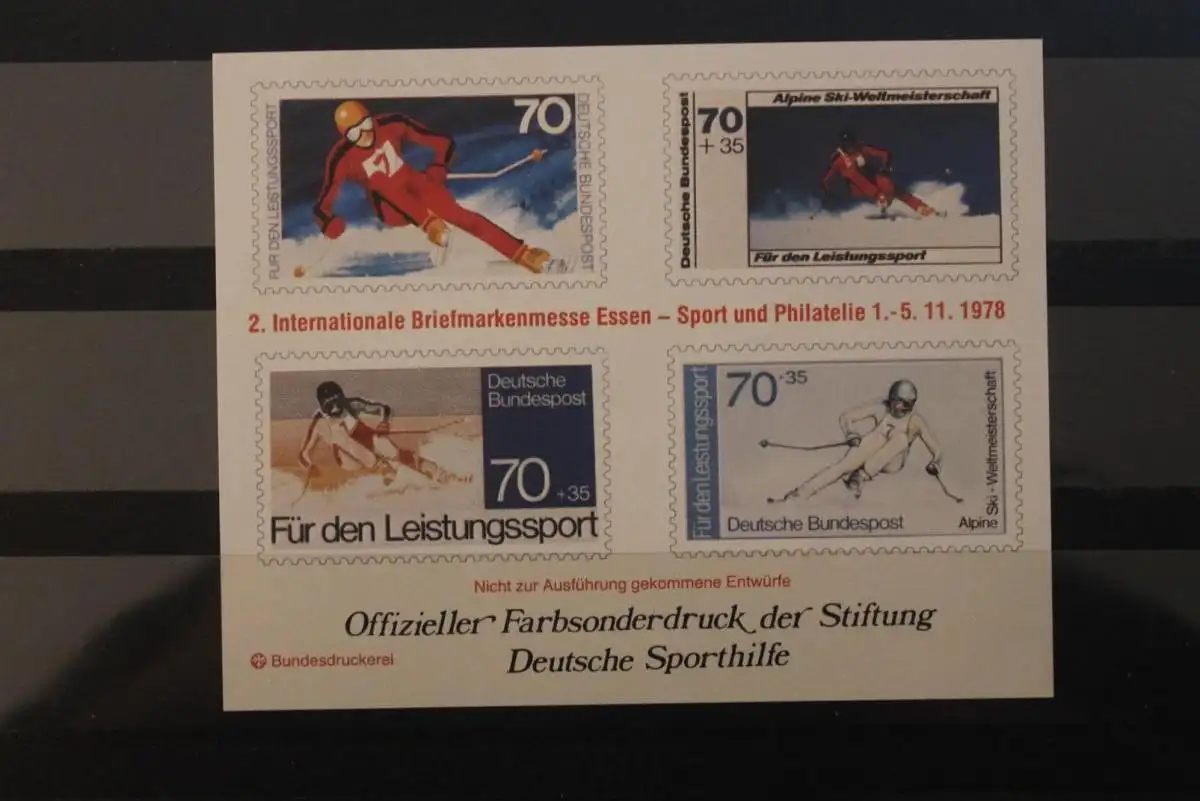 FÜR DEN LEISTUNGSSPORT
70
DEUTSCHE BUNDESPOST
Deutsche Bundespost
70
+ 35
Alpine Ski-Weltmeisterschaft
Für den Leistungssport
2. Internationale Briefmarkenmesse Essen – Sport und Philatelie 1.-5. 11. 1978
Deutsche
Bundespost
70 +35
Für den Leistungssport
Für den Leistungssport
70+35
7
Deutsche Bundespost
Alpine
Ski-Weltmeisterschaft
Nicht zur Ausführung gekommene Entwürfe
Offizieller Farbsonderdruck der Stiftung
Deutsche Sporthilfe
Bundesdruckerei